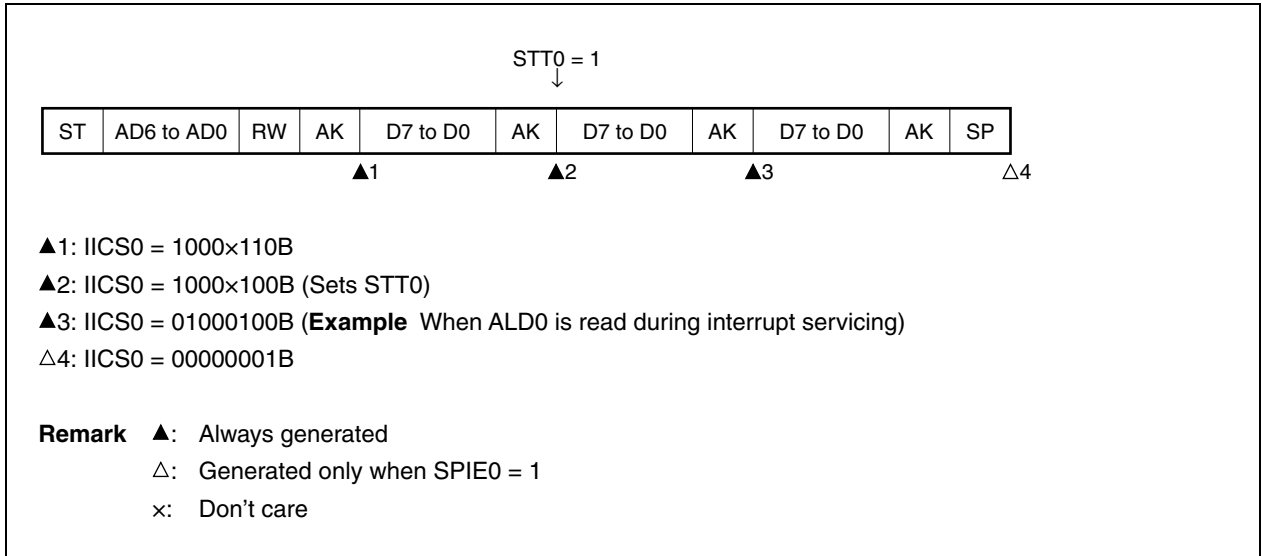 STT0 = 1
↓
ST AD6 to AD0 RW AK D7 to D0 AK D7 to D0 AK D7 to D0 AK SP
▲1 ▲2 ▲3 △4
▲1: IICS0 = 1000×110B
▲2: IICS0 = 1000×100B (Sets STT0)
▲3: IICS0 = 01000100B (Example When ALD0 is read during interrupt servicing)
△4: IICS0 = 00000001B
Remark ▲: Always generated
△: Generated only when SPIE0 = 1
×: Don't care